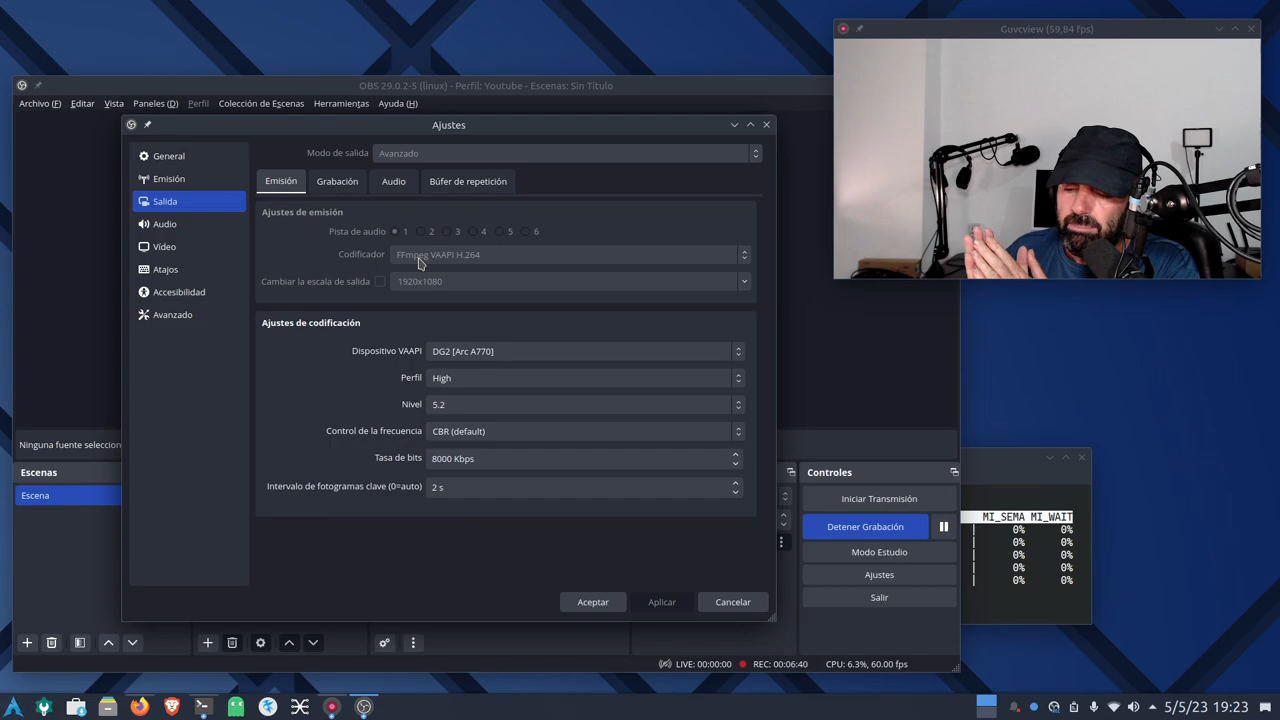 Guvcview (59,84 fps)
OBS 29.0.2-5 (linux) - Perfil: Youtube - Escenas: Sin Título
Archivo (F) Editar Vista Paneles (D) Perfil Colección de Escenas Herramientas Ayuda (H)
Ajustes
General
Emisión
Salida
Audio
Vídeo
Atajos
Accesibilidad
Avanzado
Modo de salida Avanzado
Emisión Grabación Audio Búfer de repetición
Ajustes de emisión
Pista de audio 1 2 3 4 5 6
Codificador FFmpeg VAAPI H.264
Cambiar la escala de salida 1920x1080
Ajustes de codificación
Dispositivo VAAPI DG2 [Arc A770]
Perfil High
Nivel 5.2
Control de la frecuencia CBR (default)
Tasa de bits 8000 Kbps
Intervalo de fotogramas clave (0=auto) 2 s
Aceptar Aplicar Cancelar
Ninguna fuente seleccion
Escenas
Escena
Controles
Iniciar Transmisión
Detener Grabación
Modo Estudio
Ajustes
Salir
MI_SEMA MI_WAIT
| 0% 0%
| 0% 0%
| 0% 0%
| 0% 0%
| 0% 0%
LIVE: 00:00:00 REC: 00:06:40 CPU: 6.3%, 60.00 fps
5/5/23 19:23